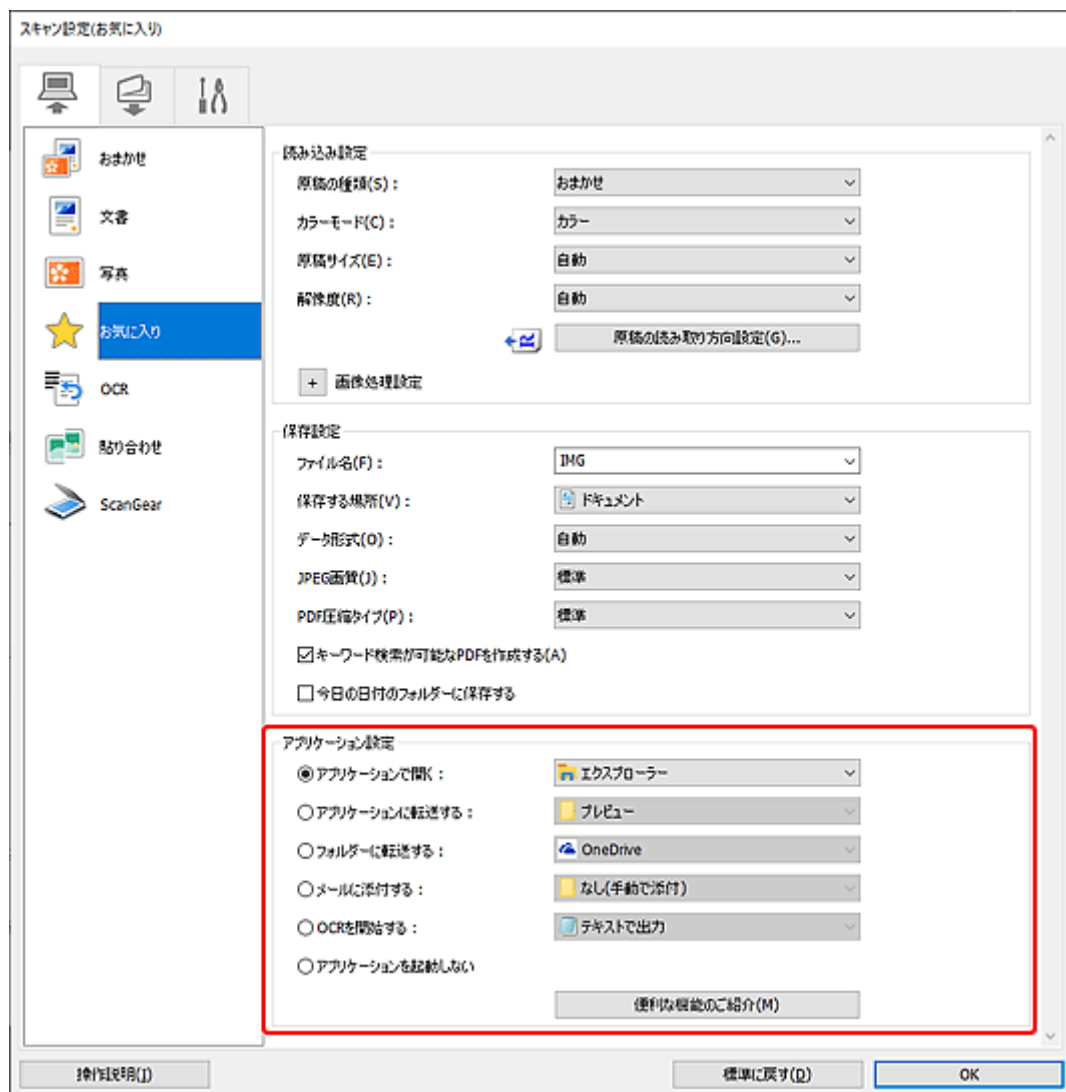 スキャン設定(お気に入り)
おまかせ
文書
写真
お気に入り
OCR
貼り合わせ
ScanGear
読み込み設定
原稿の種類(S)： おまかせ
カラーモード(C)： カラー
原稿サイズ(E)： 自動
解像度(R)： 自動
原稿の読み取り方向設定(G)...
+ 画像処理設定
保存設定
ファイル名(F)： IMG
保存する場所(V)： ドキュメント
データ形式(O)： 自動
JPEG画質(J)： 標準
PDF圧縮タイプ(P)： 標準
キーワード検索が可能なPDFを作成する(A)
今日の日付のフォルダーに保存する
アプリケーション設定
アプリケーションで開く： エクスプローラー
アプリケーションに転送する： プレビュー
フォルダーに転送する： OneDrive
メールに添付する： なし(手動で添付)
OCRを開始する： テキストで出力
アプリケーションを起動しない
便利な機能のご紹介(M)
操作説明(I) 標準に戻す(D) OK